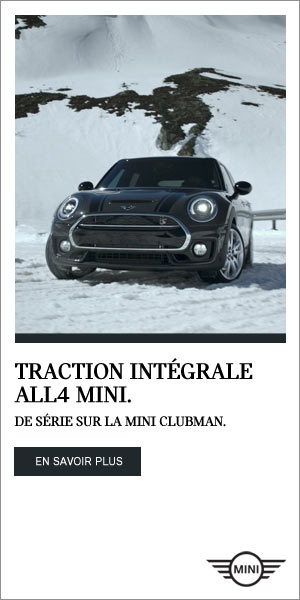 TRACTION INTÉGRALE
ALL4 MINI.
DE SÉRIE SUR LA MINI CLUBMAN.
EN SAVOIR PLUS
MINI